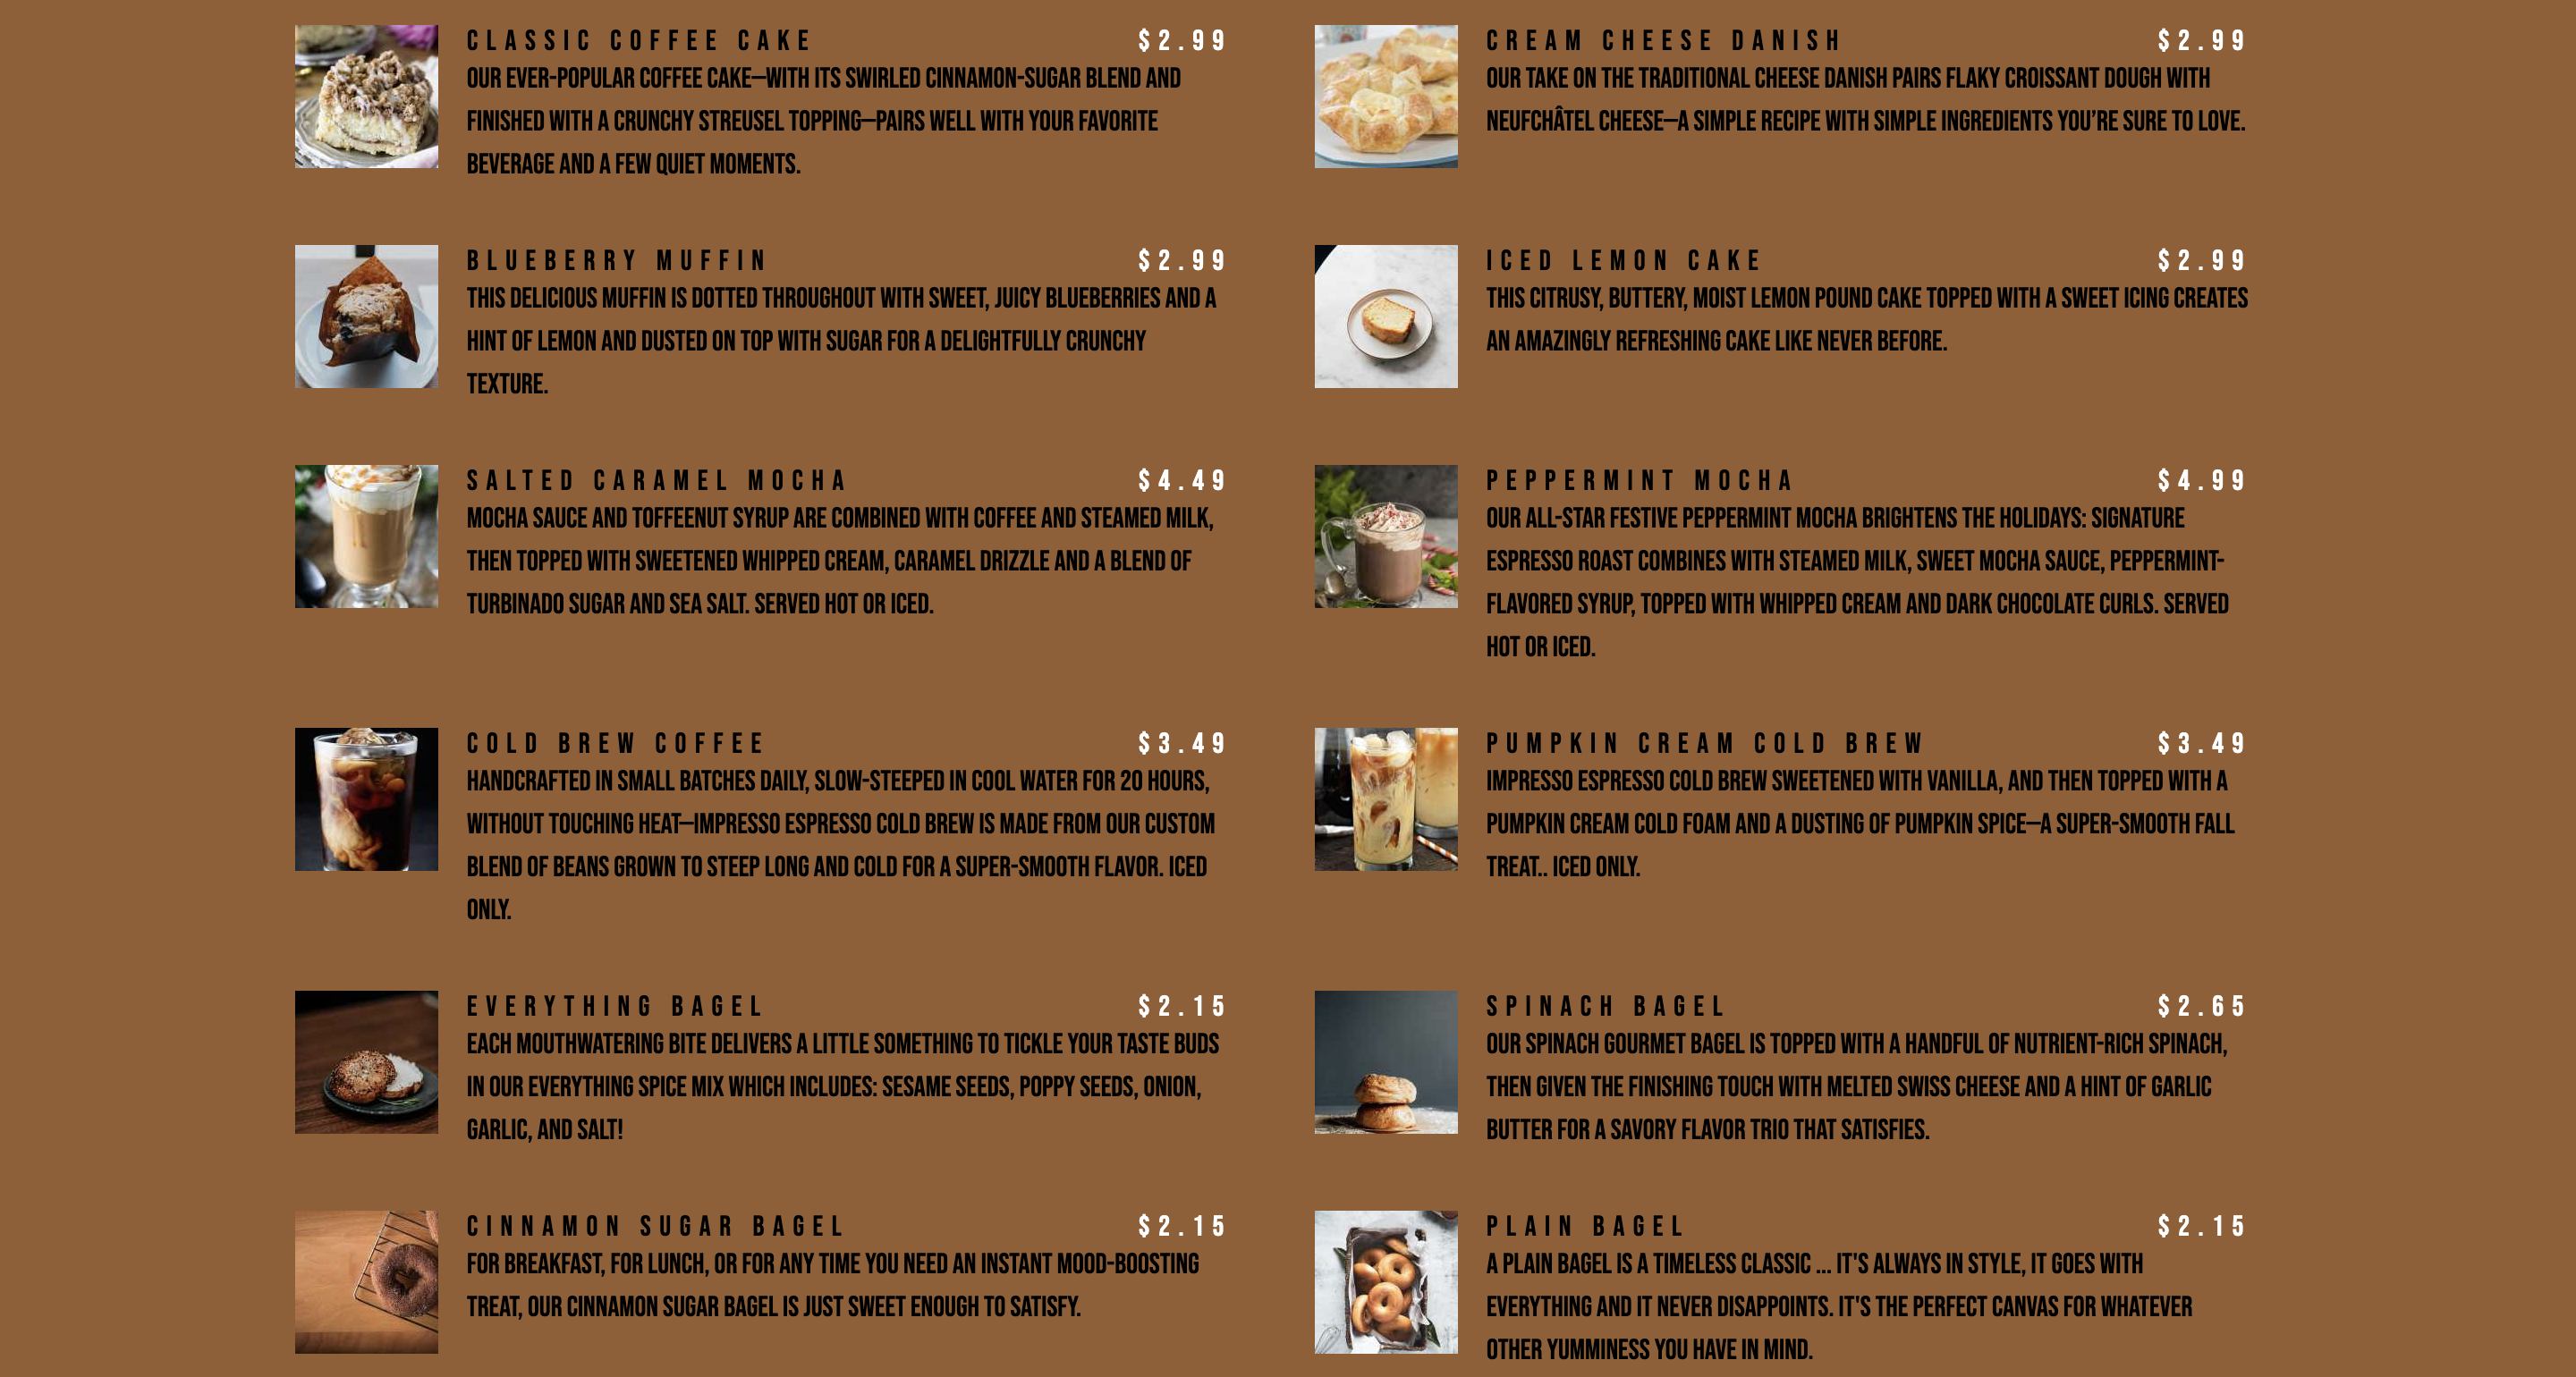 CLASSIC COFFEE CAKE $2.99
OUR EVER-POPULAR COFFEE CAKE—WITH ITS SWIRLED CINNAMON-SUGAR BLEND AND
FINISHED WITH A CRUNCHY STREUSEL TOPPING—PAIRS WELL WITH YOUR FAVORITE
BEVERAGE AND A FEW QUIET MOMENTS.
CREAM CHEESE DANISH $2.99
OUR TAKE ON THE TRADITIONAL CHEESE DANISH PAIRS FLAKY CROISSANT DOUGH WITH
NEUFCHÂTEL CHEESE—A SIMPLE RECIPE WITH SIMPLE INGREDIENTS YOU’RE SURE TO LOVE.
BLUEBERRY MUFFIN $2.99
THIS DELICIOUS MUFFIN IS DOTTED THROUGHOUT WITH SWEET, JUICY BLUEBERRIES AND A
HINT OF LEMON AND DUSTED ON TOP WITH SUGAR FOR A DELIGHTFULLY CRUNCHY
TEXTURE.
ICED LEMON CAKE $2.99
THIS CITRUSY, BUTTERY, MOIST LEMON POUND CAKE TOPPED WITH A SWEET ICING CREATES
AN AMAZINGLY REFRESHING CAKE LIKE NEVER BEFORE.
SALTED CARAMEL MOCHA $4.49
MOCHA SAUCE AND TOFFEENUT SYRUP ARE COMBINED WITH COFFEE AND STEAMED MILK,
THEN TOPPED WITH SWEETENED WHIPPED CREAM, CARAMEL DRIZZLE AND A BLEND OF
TURBINADO SUGAR AND SEA SALT. SERVED HOT OR ICED.
PEPPERMINT MOCHA $4.99
OUR ALL-STAR FESTIVE PEPPERMINT MOCHA BRIGHTENS THE HOLIDAYS: SIGNATURE
ESPRESSO ROAST COMBINES WITH STEAMED MILK, SWEET MOCHA SAUCE, PEPPERMINT-
FLAVORED SYRUP, TOPPED WITH WHIPPED CREAM AND DARK CHOCOLATE CURLS. SERVED
HOT OR ICED.
COLD BREW COFFEE $3.49
HANDCRAFTED IN SMALL BATCHES DAILY, SLOW-STEEPED IN COOL WATER FOR 20 HOURS,
WITHOUT TOUCHING HEAT—IMPRESSO ESPRESSO COLD BREW IS MADE FROM OUR CUSTOM
BLEND OF BEANS GROWN TO STEEP LONG AND COLD FOR A SUPER-SMOOTH FLAVOR. ICED
ONLY.
PUMPKIN CREAM COLD BREW $3.49
IMPRESSO ESPRESSO COLD BREW SWEETENED WITH VANILLA, AND THEN TOPPED WITH A
PUMPKIN CREAM COLD FOAM AND A DUSTING OF PUMPKIN SPICE—A SUPER-SMOOTH FALL
TREAT.. ICED ONLY.
EVERYTHING BAGEL $2.15
EACH MOUTHWATERING BITE DELIVERS A LITTLE SOMETHING TO TICKLE YOUR TASTE BUDS
IN OUR EVERYTHING SPICE MIX WHICH INCLUDES: SESAME SEEDS, POPPY SEEDS, ONION,
GARLIC, AND SALT!
SPINACH BAGEL $2.65
OUR SPINACH GOURMET BAGEL IS TOPPED WITH A HANDFUL OF NUTRIENT-RICH SPINACH,
THEN GIVEN THE FINISHING TOUCH WITH MELTED SWISS CHEESE AND A HINT OF GARLIC
BUTTER FOR A SAVORY FLAVOR TRIO THAT SATISFIES.
CINNAMON SUGAR BAGEL $2.15
FOR BREAKFAST, FOR LUNCH, OR FOR ANY TIME YOU NEED AN INSTANT MOOD-BOOSTING
TREAT, OUR CINNAMON SUGAR BAGEL IS JUST SWEET ENOUGH TO SATISFY.
PLAIN BAGEL $2.15
A PLAIN BAGEL IS A TIMELESS CLASSIC ... IT'S ALWAYS IN STYLE, IT GOES WITH
EVERYTHING AND IT NEVER DISAPPOINTS. IT'S THE PERFECT CANVAS FOR WHATEVER
OTHER YUMMINESS YOU HAVE IN MIND.